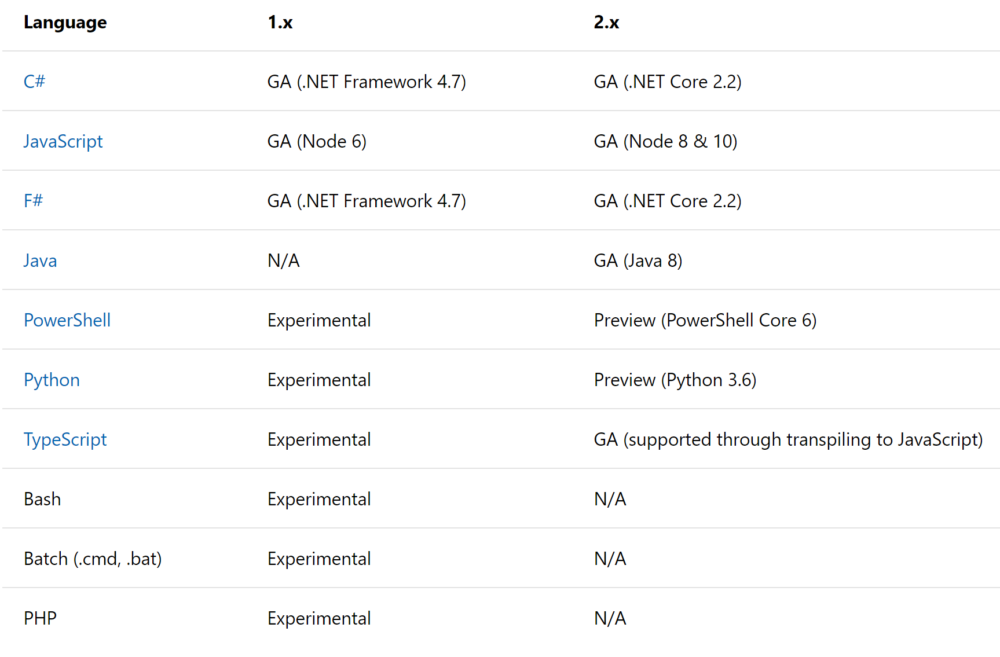 Language 1.x 2.x
C# GA (.NET Framework 4.7) GA (.NET Core 2.2)
JavaScript GA (Node 6) GA (Node 8 & 10)
F# GA (.NET Framework 4.7) GA (.NET Core 2.2)
Java N/A GA (Java 8)
PowerShell Experimental Preview (PowerShell Core 6)
Python Experimental Preview (Python 3.6)
TypeScript Experimental GA (supported through transpiling to JavaScript)
Bash Experimental N/A
Batch (.cmd, .bat) Experimental N/A
PHP Experimental N/A